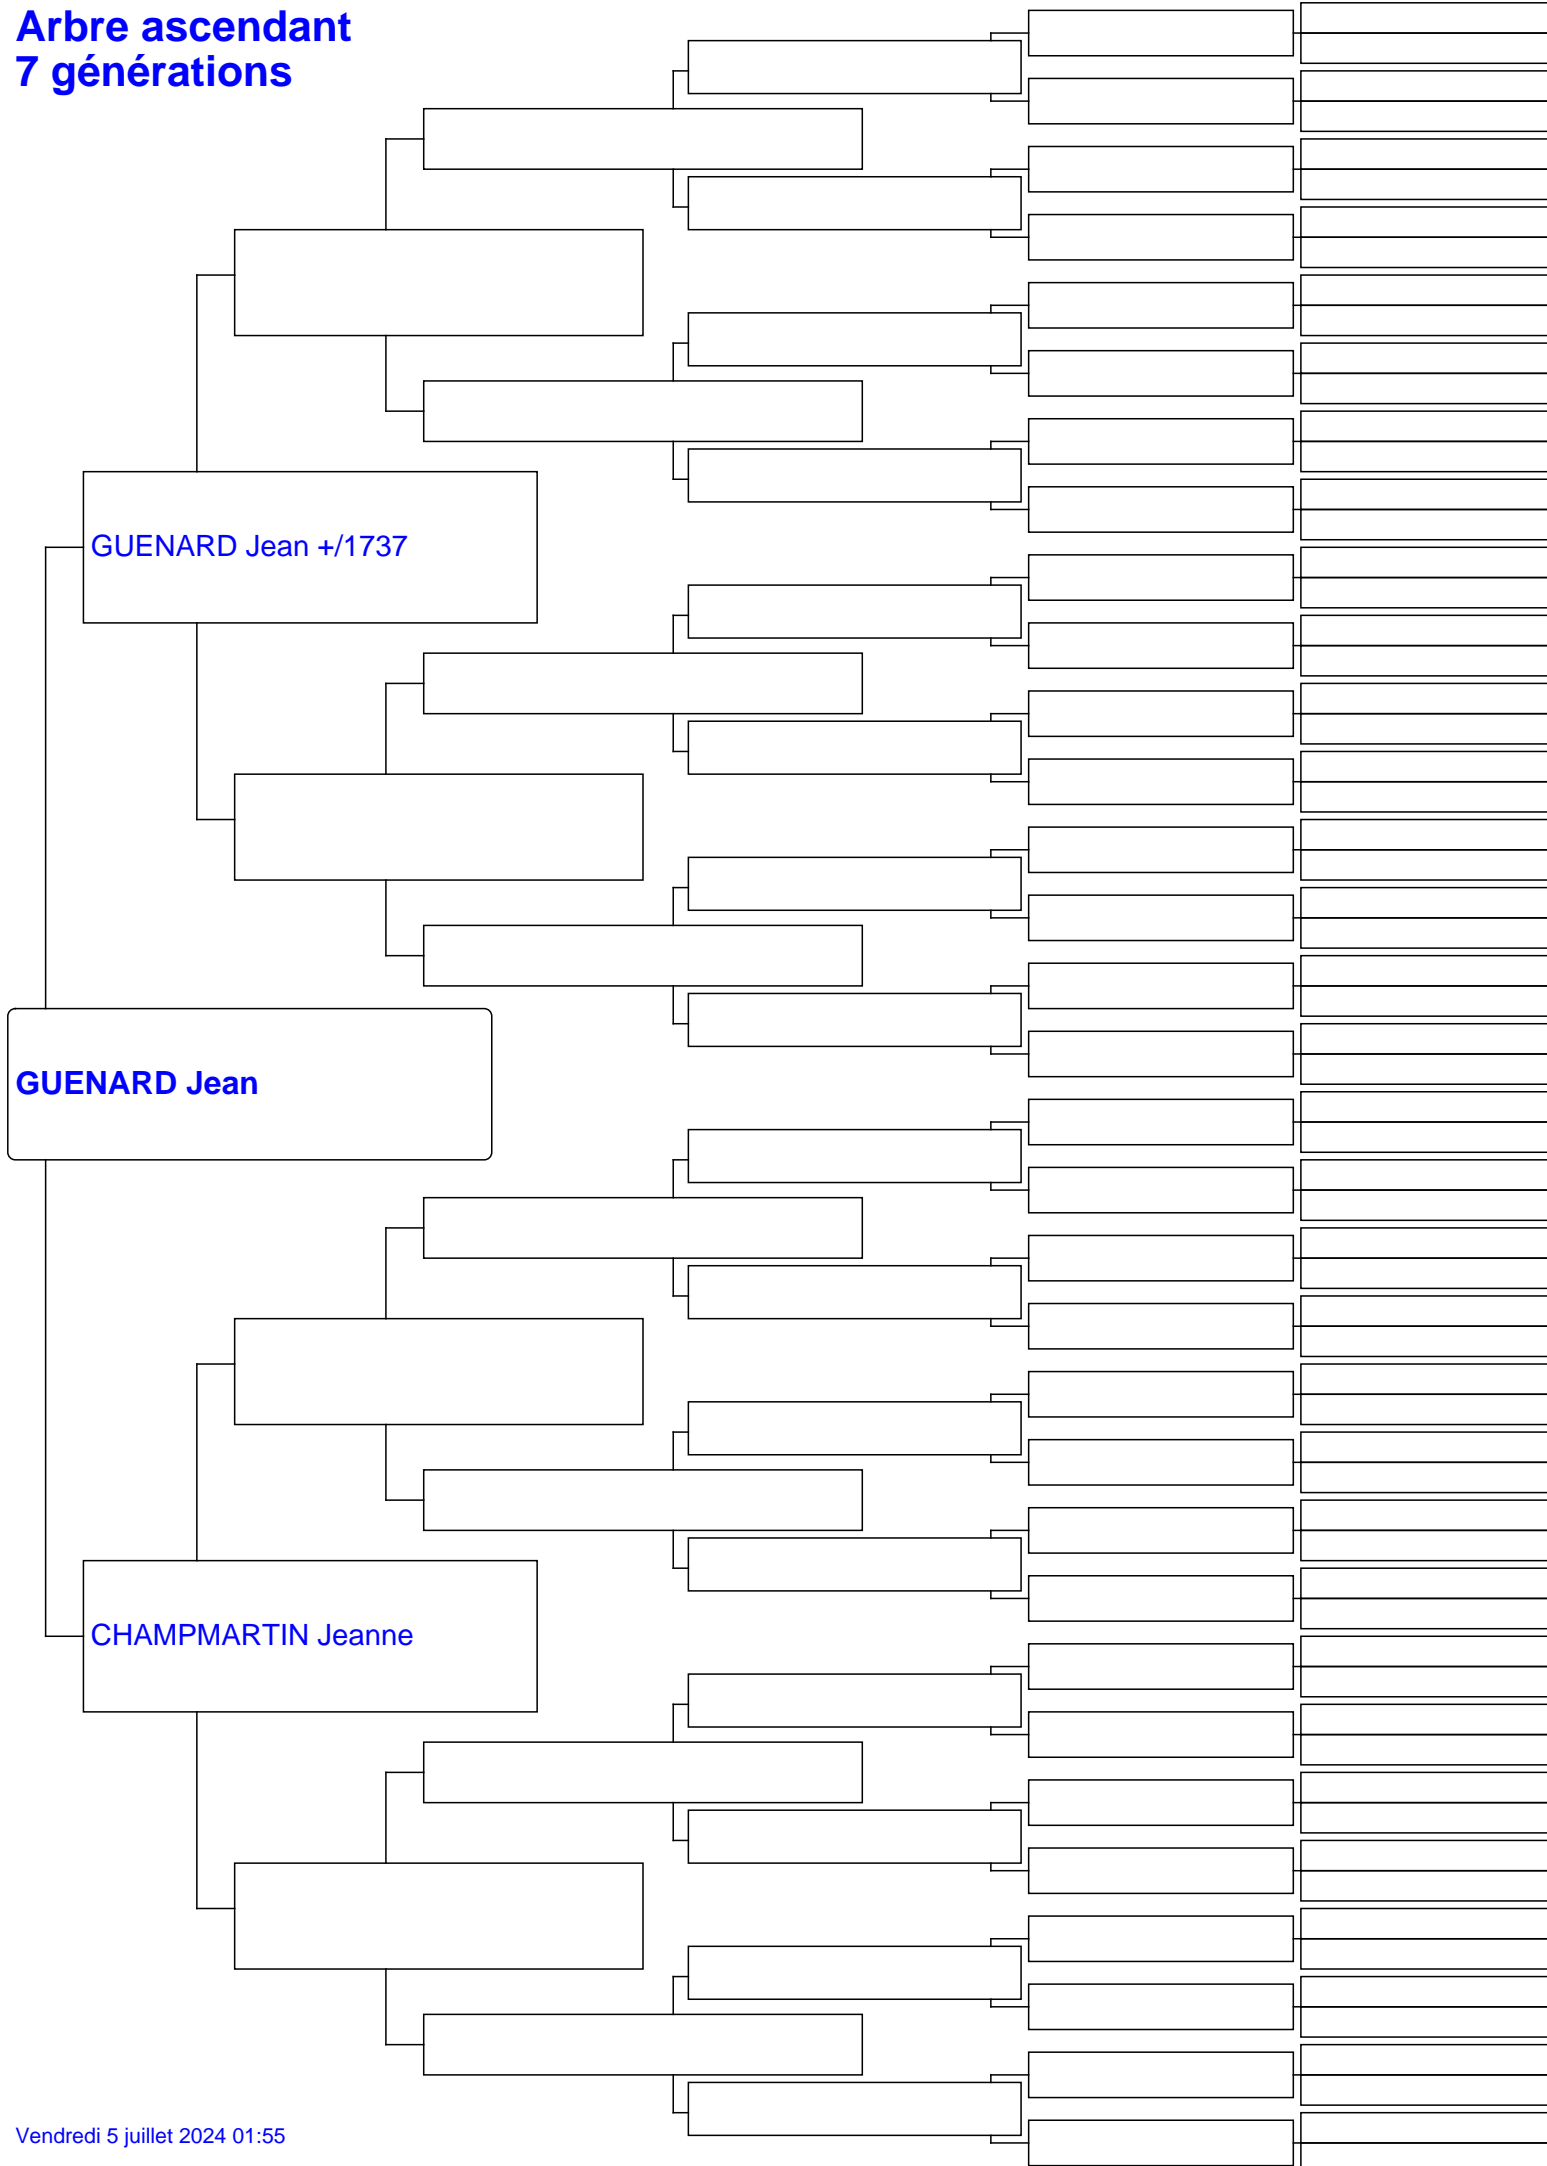 Arbre ascendant
7 générations
GUENARD Jean +/1737
GUENARD Jean
CHAMPMARTIN Jeanne
Vendredi 5 juillet 2024 01:55